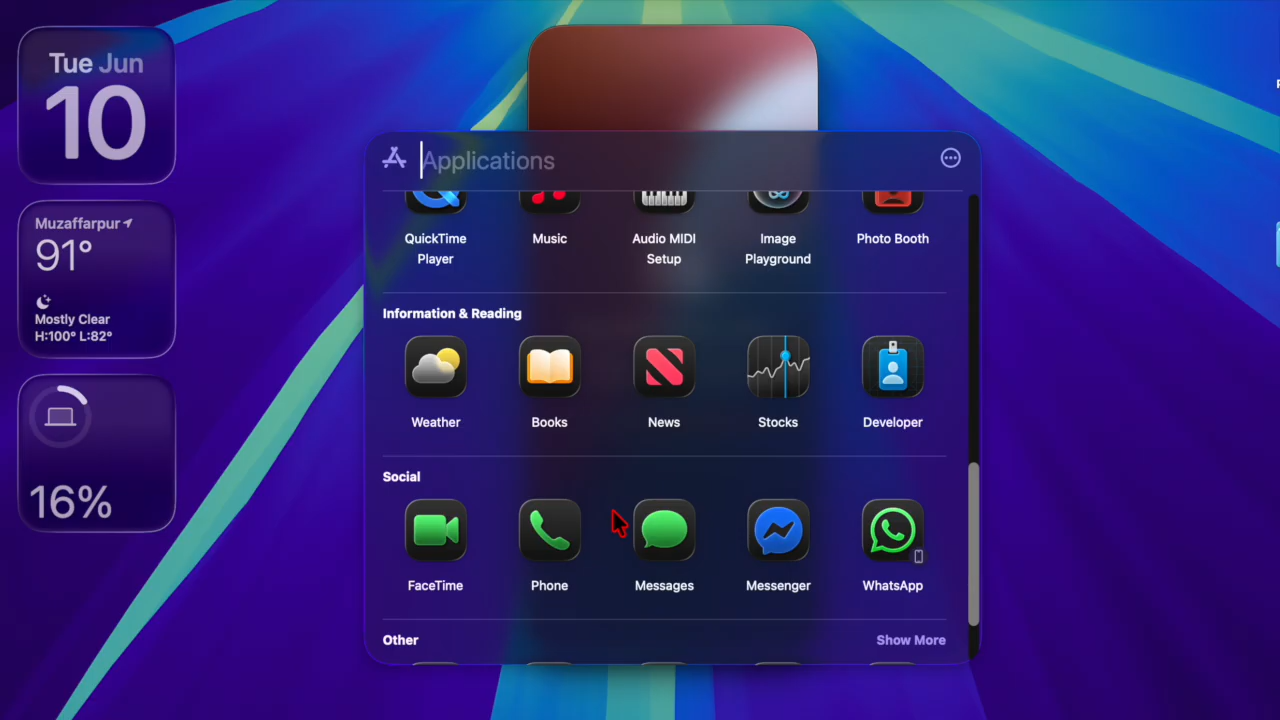 Tue Jun
10
Muzaffarpur
91°
Mostly Clear
H:100° L:82°
16%
Applications
QuickTime Player
Music
Audio MIDI Setup
Image Playground
Photo Booth
Information & Reading
Weather
Books
News
Stocks
Developer
Social
FaceTime
Phone
Messages
Messenger
WhatsApp
Other
Show More